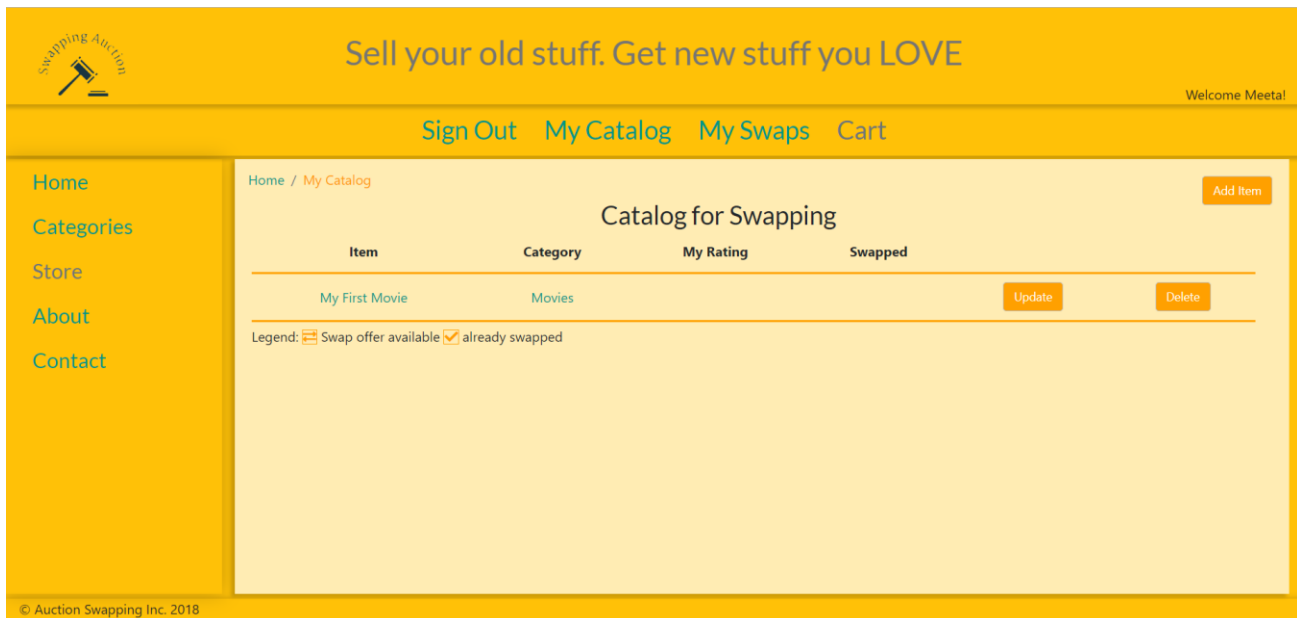 Swapping Auction
Sell your old stuff. Get new stuff you LOVE
Welcome Meeta!
Sign Out My Catalog My Swaps Cart
Home
Categories
Store
About
Contact
Home / My Catalog
Add Item
Catalog for Swapping
Item Category My Rating Swapped
My First Movie Movies Update Delete
Legend: Swap offer available already swapped
© Auction Swapping Inc. 2018